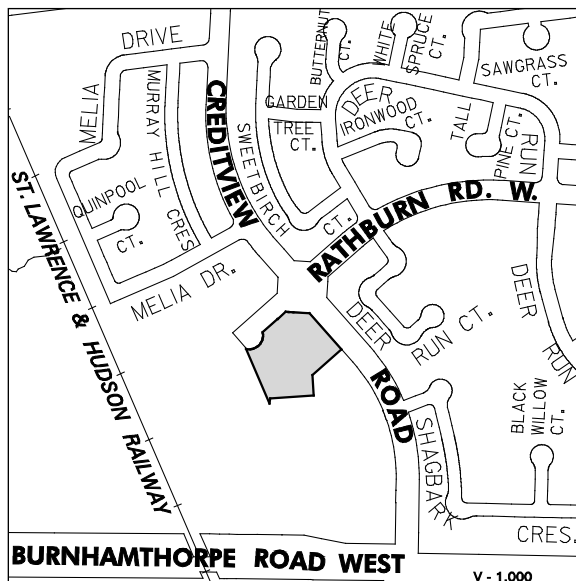 DRIVE
BUTTERNUT
CT.
WHITE
SPRUCE
CT.
SAWGRASS
CT.
MELIA
MURRAY HILL CRES
CREDITVIEW
SWEETBIRCH
CT.
GARDEN
TREE
CT.
DEER
RUN
IRONWOOD
CT.
TALL
PINE CT.
QUINPOOL
CT.
RATHBURN RD. W.
ST. LAWRENCE & HUDSON RAILWAY
MELIA DR.
DEER
RUN CT.
DEER
RUN
ROAD
BLACK
WILLOW
CT.
SHAGBARK
CRES.
BURNHAMTHORPE ROAD WEST
V - 1,000